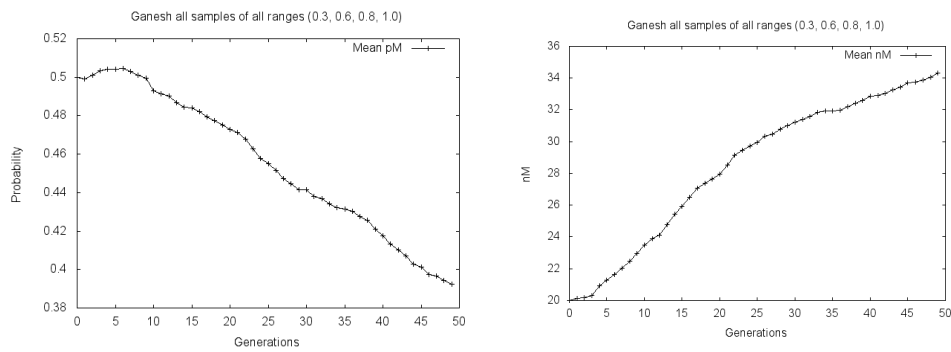 Ganesh all samples of all ranges (0.3, 0.6, 0.8, 1.0)
Mean pM
Probability
0.52
0.5
0.48
0.46
0.44
0.42
0.4
0.38
0 5 10 15 20 25 30 35 40 45 50
Generations
Ganesh all samples of all ranges (0.3, 0.6, 0.8, 1.0)
Mean nM
nM
36
34
32
30
28
26
24
22
20
0 5 10 15 20 25 30 35 40 45 50
Generations